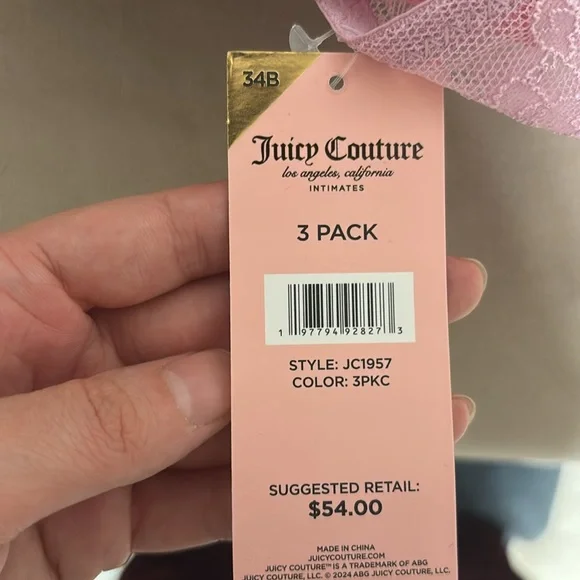 34B
Juicy Couture
los angeles, california
INTIMATES
3 PACK
1 97794 92827 3
STYLE: JC1957
COLOR: 3PKC
SUGGESTED RETAIL:
$54.00
MADE IN CHINA
JUICYCOUTURE.COM
JUICY COUTURE™ IS A TRADEMARK OF ABG
JUICY COUTURE, LLC. © 2024 ABG JUICY COUTURE, LLC.